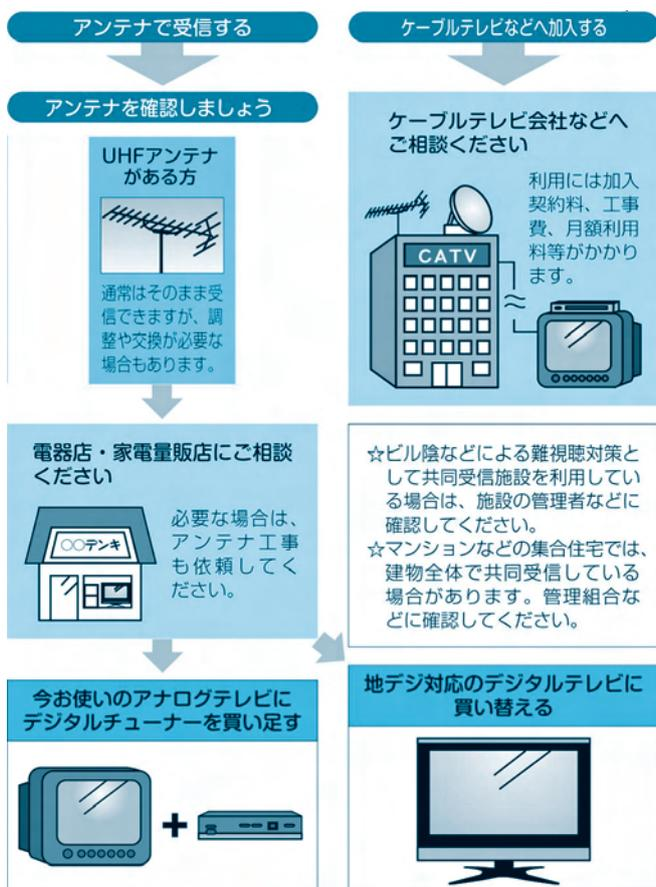 アンテナで受信する
アンテナを確認しましょう
UHFアンテナ
がある方
通常はそのまま受
信できますが、調
整や交換が必要な
場合もあります。
電器店・家電量販店にご相談
ください
○○デンキ
必要な場合は、
アンテナ工事
も依頼してく
ださい。
今お使いのアナログテレビに
デジタルチューナーを買い足す
+
ケーブルテレビなどへ加入する
ケーブルテレビ会社などへ
ご相談ください
利用には加入
契約料、工事
費、月額利用
料等がかかり
ます。
CATV
☆ビル陰などによる難視聴対策と
して共同受信施設を利用してい
る場合は、施設の管理者などに
確認してください。
☆マンションなどの集合住宅では、
建物全体で共同受信している
場合があります。管理組合な
どに確認してください。
地デジ対応のデジタルテレビに
買い替える